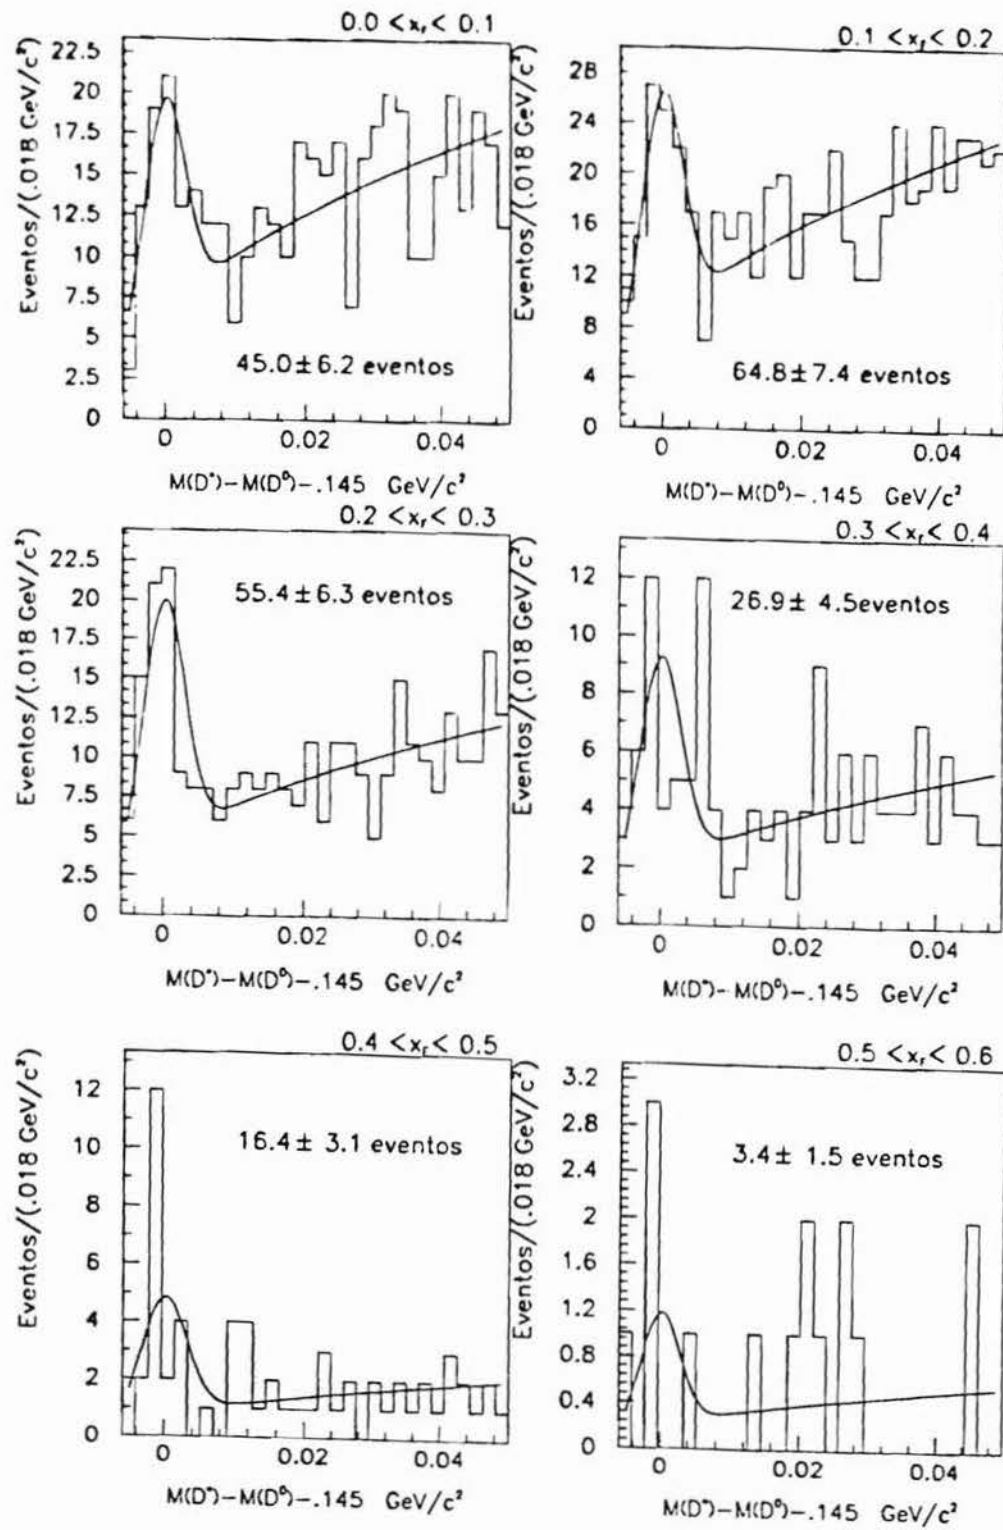 0.0 <x_f< 0.1
Eventos/(.018 GeV/c²)
22.5
20
17.5
15
12.5
10
7.5
5
2.5
0
45.0±6.2 eventos
0
0.02
0.04
M(D*)-M(D⁰)-.145 GeV/c²
0.1 <x_f< 0.2
Eventos/(.018 GeV/c²)
28
24
20
16
12
8
4
0
64.8±7.4 eventos
0
0.02
0.04
M(D*)-M(D⁰)-.145 GeV/c²
0.2 <x_f< 0.3
Eventos/(.018 GeV/c²)
22.5
20
17.5
15
12.5
10
7.5
5
2.5
0
55.4±6.3 eventos
0
0.02
0.04
M(D*)-M(D⁰)-.145 GeV/c²
0.3 <x_f< 0.4
Eventos/(.018 GeV/c²)
12
10
8
6
4
2
0
26.9± 4.5eventos
0
0.02
0.04
M(D*)-M(D⁰)-.145 GeV/c²
0.4 <x_f< 0.5
Eventos/(.018 GeV/c²)
12
10
8
6
4
2
0
16.4± 3.1 eventos
0
0.02
0.04
M(D*)-M(D⁰)-.145 GeV/c²
0.5 <x_f< 0.6
Eventos/(.018 GeV/c²)
3.2
2.8
2.4
2
1.6
1.2
0.8
0.4
0
3.4± 1.5 eventos
0
0.02
0.04
M(D*)-M(D⁰)-.145 GeV/c²